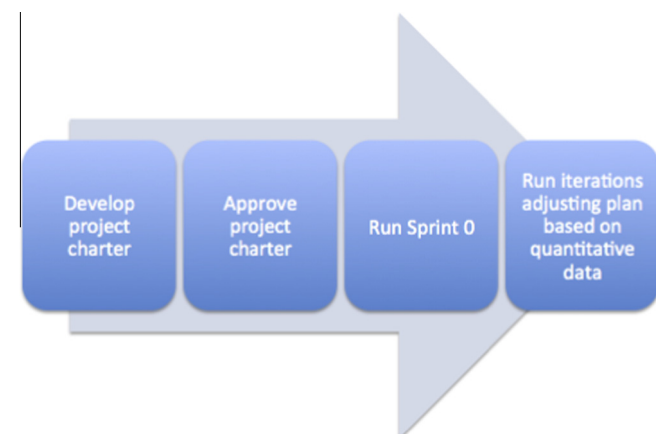 Develop
project
charter
Approve
project
charter
Run Sprint 0
Run iterations
adjusting plan
based on
quantitative
data